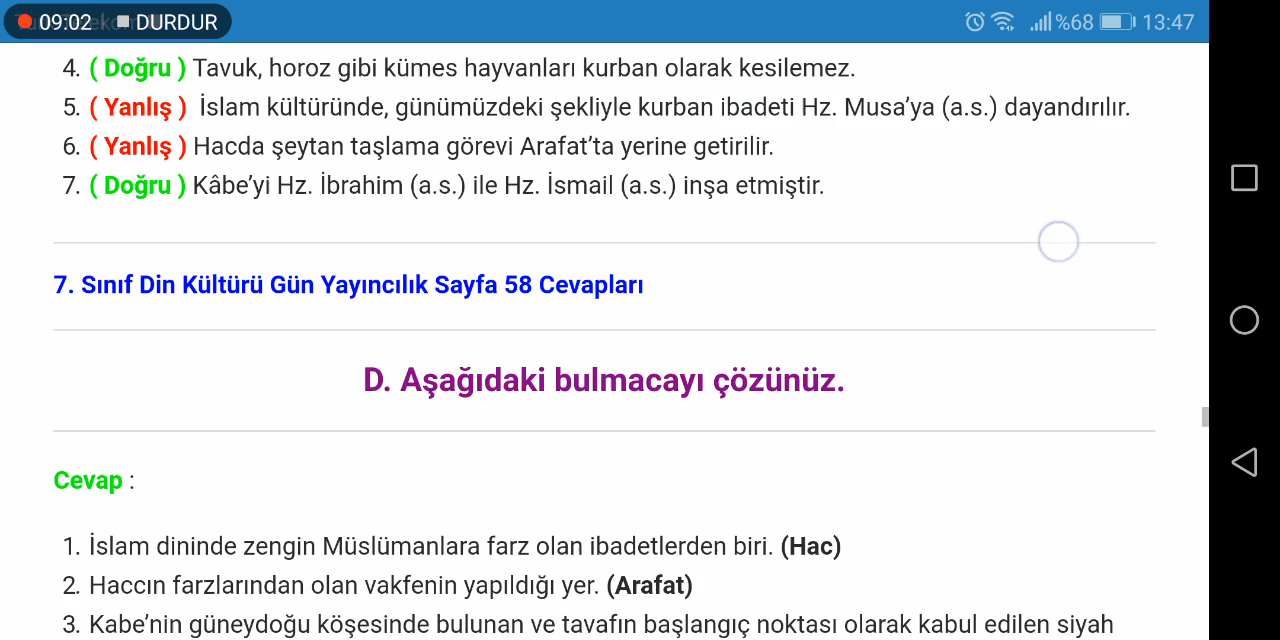 09:02 DURDUR %68 13:47
4. ( Doğru ) Tavuk, horoz gibi kümes hayvanları kurban olarak kesilemez.
5. ( Yanlış ) İslam kültüründe, günümüzdeki şekliyle kurban ibadeti Hz. Musa’ya (a.s.) dayandırılır.
6. ( Yanlış ) Hacda şeytan taşlama görevi Arafat’ta yerine getirilir.
7. ( Doğru ) Kâbe’yi Hz. İbrahim (a.s.) ile Hz. İsmail (a.s.) inşa etmiştir.
7. Sınıf Din Kültürü Gün Yayıncılık Sayfa 58 Cevapları
D. Aşağıdaki bulmacayı çözünüz.
Cevap :
1. İslam dininde zengin Müslümanlara farz olan ibadetlerden biri. (Hac)
2. Haccın farzlarından olan vakfenin yapıldığı yer. (Arafat)
3. Kabe’nin güneydoğu köşesinde bulunan ve tavafın başlangıç noktası olarak kabul edilen siyah